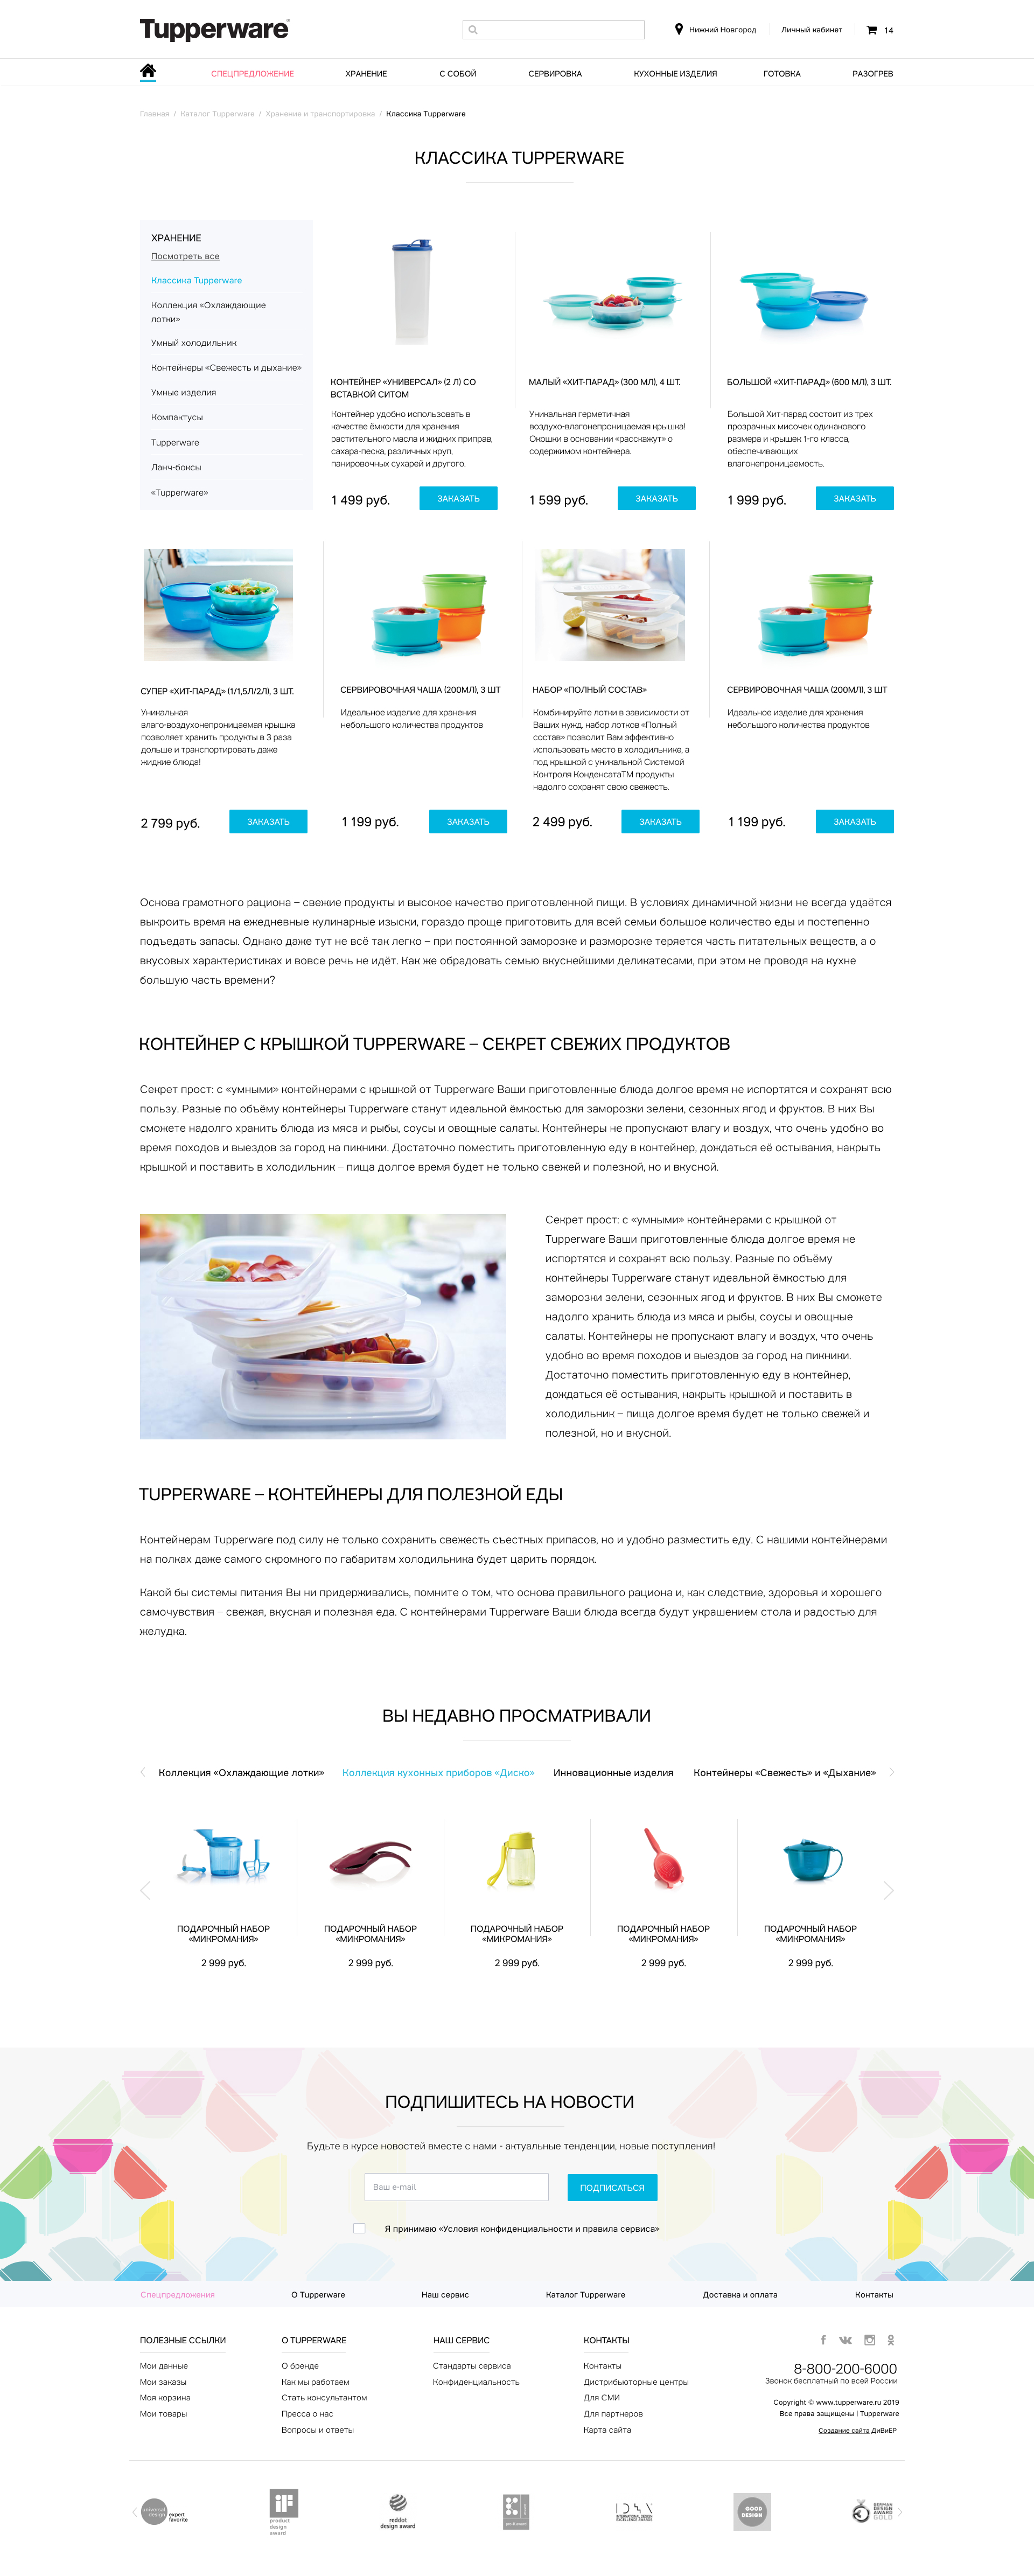 Tupperware
Нижний Новгород
Личный кабинет
14
СПЕЦПРЕДЛОЖЕНИЕ
ХРАНЕНИЕ
С СОБОЙ
СЕРВИРОВКА
КУХОННЫЕ ИЗДЕЛИЯ
ГОТОВКА
РАЗОГРЕВ
Главная / Каталог Tupperware / Хранение и транспортировка / Классика Tupperware
КЛАССИКА TUPPERWARE
ХРАНЕНИЕ
Посмотреть все
Классика Tupperware
Коллекция «Охлаждающие
лотки»
Умный холодильник
Контейнеры «Свежесть и дыхание»
Умные изделия
Компактусы
Tupperware
Ланч-боксы
«Tupperware»
КОНТЕЙНЕР «УНИВЕРСАЛ» (2 Л) СО
ВСТАВКОЙ СИТОМ
Контейнер удобно использовать в
качестве ёмкости для хранения
растительного масла и жидких приправ,
сахара-песка, различных круп,
панировочных сухарей и другого.
1 499 руб.
ЗАКАЗАТЬ
МАЛЫЙ «ХИТ-ПАРАД» (300 МЛ), 4 ШТ.
Уникальная герметичная
воздухо-влагонепроницаемая крышка!
Окошки в основании «расскажут» о
содержимом контейнера.
1 599 руб.
ЗАКАЗАТЬ
БОЛЬШОЙ «ХИТ-ПАРАД» (600 МЛ), 3 ШТ.
Большой Хит-парад состоит из трех
прозрачных мисочек одинакового
размера и крышек 1-го класса,
обеспечивающих
влагонепроницаемость.
1 999 руб.
ЗАКАЗАТЬ
СУПЕР «ХИТ-ПАРАД» (1/1,5Л/2Л), 3 ШТ.
Уникальная
влаго-воздухонепроницаемая крышка
позволяет хранить продукты в 3 раза
дольше и транспортировать даже
жидкие блюда!
2 799 руб.
ЗАКАЗАТЬ
СЕРВИРОВОЧНАЯ ЧАША (200МЛ), 3 ШТ
Идеальное изделие для хранения
небольшого количества продуктов
1 199 руб.
ЗАКАЗАТЬ
НАБОР «ПОЛНЫЙ СОСТАВ»
Комбинируйте лотки в зависимости от
Ваших нужд. набор лотков «Полный
состав» позволит Вам эффективно
использовать место в холодильнике, а
под крышкой с уникальной Системой
Контроля КонденсатаТМ продукты
надолго сохранят свою свежесть.
2 499 руб.
ЗАКАЗАТЬ
СЕРВИРОВОЧНАЯ ЧАША (200МЛ), 3 ШТ
Идеальное изделие для хранения
небольшого количества продуктов
1 199 руб.
ЗАКАЗАТЬ
Основа грамотного рациона – свежие продукты и высокое качество приготовленной пищи. В условиях динамичной жизни не всегда удаётся
выкроить время на ежедневные кулинарные изыски, гораздо проще приготовить для всей семьи большое количество еды и постепенно
подъедать запасы. Однако даже тут не всё так легко – при постоянной заморозке и разморозке теряется часть питательных веществ, а о
вкусовых характеристиках и вовсе речь не идёт. Как же обрадовать семью вкуснейшими деликатесами, при этом не проводя на кухне
большую часть времени?
КОНТЕЙНЕР С КРЫШКОЙ TUPPERWARE – СЕКРЕТ СВЕЖИХ ПРОДУКТОВ
Секрет прост: с «умными» контейнерами с крышкой от Tupperware Ваши приготовленные блюда долгое время не испортятся и сохранят всю
пользу. Разные по объёму контейнеры Tupperware станут идеальной ёмкостью для заморозки зелени, сезонных ягод и фруктов. В них Вы
сможете надолго хранить блюда из мяса и рыбы, соусы и овощные салаты. Контейнеры не пропускают влагу и воздух, что очень удобно во
время походов и выездов за город на пикники. Достаточно поместить приготовленную еду в контейнер, дождаться её остывания, накрыть
крышкой и поставить в холодильник – пища долгое время будет не только свежей и полезной, но и вкусной.
Секрет прост: с «умными» контейнерами с крышкой от
Tupperware Ваши приготовленные блюда долгое время не
испортятся и сохранят всю пользу. Разные по объёму
контейнеры Tupperware станут идеальной ёмкостью для
заморозки зелени, сезонных ягод и фруктов. В них Вы сможете
надолго хранить блюда из мяса и рыбы, соусы и овощные
салаты. Контейнеры не пропускают влагу и воздух, что очень
удобно во время походов и выездов за город на пикники.
Достаточно поместить приготовленную еду в контейнер,
дождаться её остывания, накрыть крышкой и поставить в
холодильник – пища долгое время будет не только свежей и
полезной, но и вкусной.
TUPPERWARE – КОНТЕЙНЕРЫ ДЛЯ ПОЛЕЗНОЙ ЕДЫ
Контейнерам Tupperware под силу не только сохранить свежесть съестных припасов, но и удобно разместить еду. С нашими контейнерами
на полках даже самого скромного по габаритам холодильника будет царить порядок.
Какой бы системы питания Вы ни придерживались, помните о том, что основа правильного рациона и, как следствие, здоровья и хорошего
самочувствия – свежая, вкусная и полезная еда. С контейнерами Tupperware Ваши блюда всегда будут украшением стола и радостью для
желудка.
ВЫ НЕДАВНО ПРОСМАТРИВАЛИ
Коллекция «Охлаждающие лотки»
Коллекция кухонных приборов «Диско»
Инновационные изделия
Контейнеры «Свежесть» и «Дыхание»
ПОДАРОЧНЫЙ НАБОР
«МИКРОМАНИЯ»
2 999 руб.
ПОДАРОЧНЫЙ НАБОР
«МИКРОМАНИЯ»
2 999 руб.
ПОДАРОЧНЫЙ НАБОР
«МИКРОМАНИЯ»
2 999 руб.
ПОДАРОЧНЫЙ НАБОР
«МИКРОМАНИЯ»
2 999 руб.
ПОДАРОЧНЫЙ НАБОР
«МИКРОМАНИЯ»
2 999 руб.
ПОДПИШИТЕСЬ НА НОВОСТИ
Будьте в курсе новостей вместе с нами - актуальные тенденции, новые поступления!
Ваш e-mail
ПОДПИСАТЬСЯ
Я принимаю «Условия конфиденциальности и правила сервиса»
Спецпредложения
О Tupperware
Наш сервис
Каталог Tupperware
Доставка и оплата
Контакты
ПОЛЕЗНЫЕ ССЫЛКИ
Мои данные
Мои заказы
Моя корзина
Мои товары
О TUPPERWARE
О бренде
Как мы работаем
Стать консультантом
Пресса о нас
Вопросы и ответы
НАШ СЕРВИС
Стандарты сервиса
Конфиденциальность
КОНТАКТЫ
Контакты
Дистрибьюторные центры
Для СМИ
Для партнеров
Карта сайта
8-800-200-6000
Звонок бесплатный по всей России
Copyright © www.tupperware.ru 2019
Все права защищены | Tupperware
Создание сайта ДиВиЕР
universal
design
expert
favorite
product
design
award
reddot
design award
INTERNATIONAL DESIGN
EXCELLENCE AWARDS
GOOD
DESIGN
GERMAN
DESIGN
AWARD
GOLD